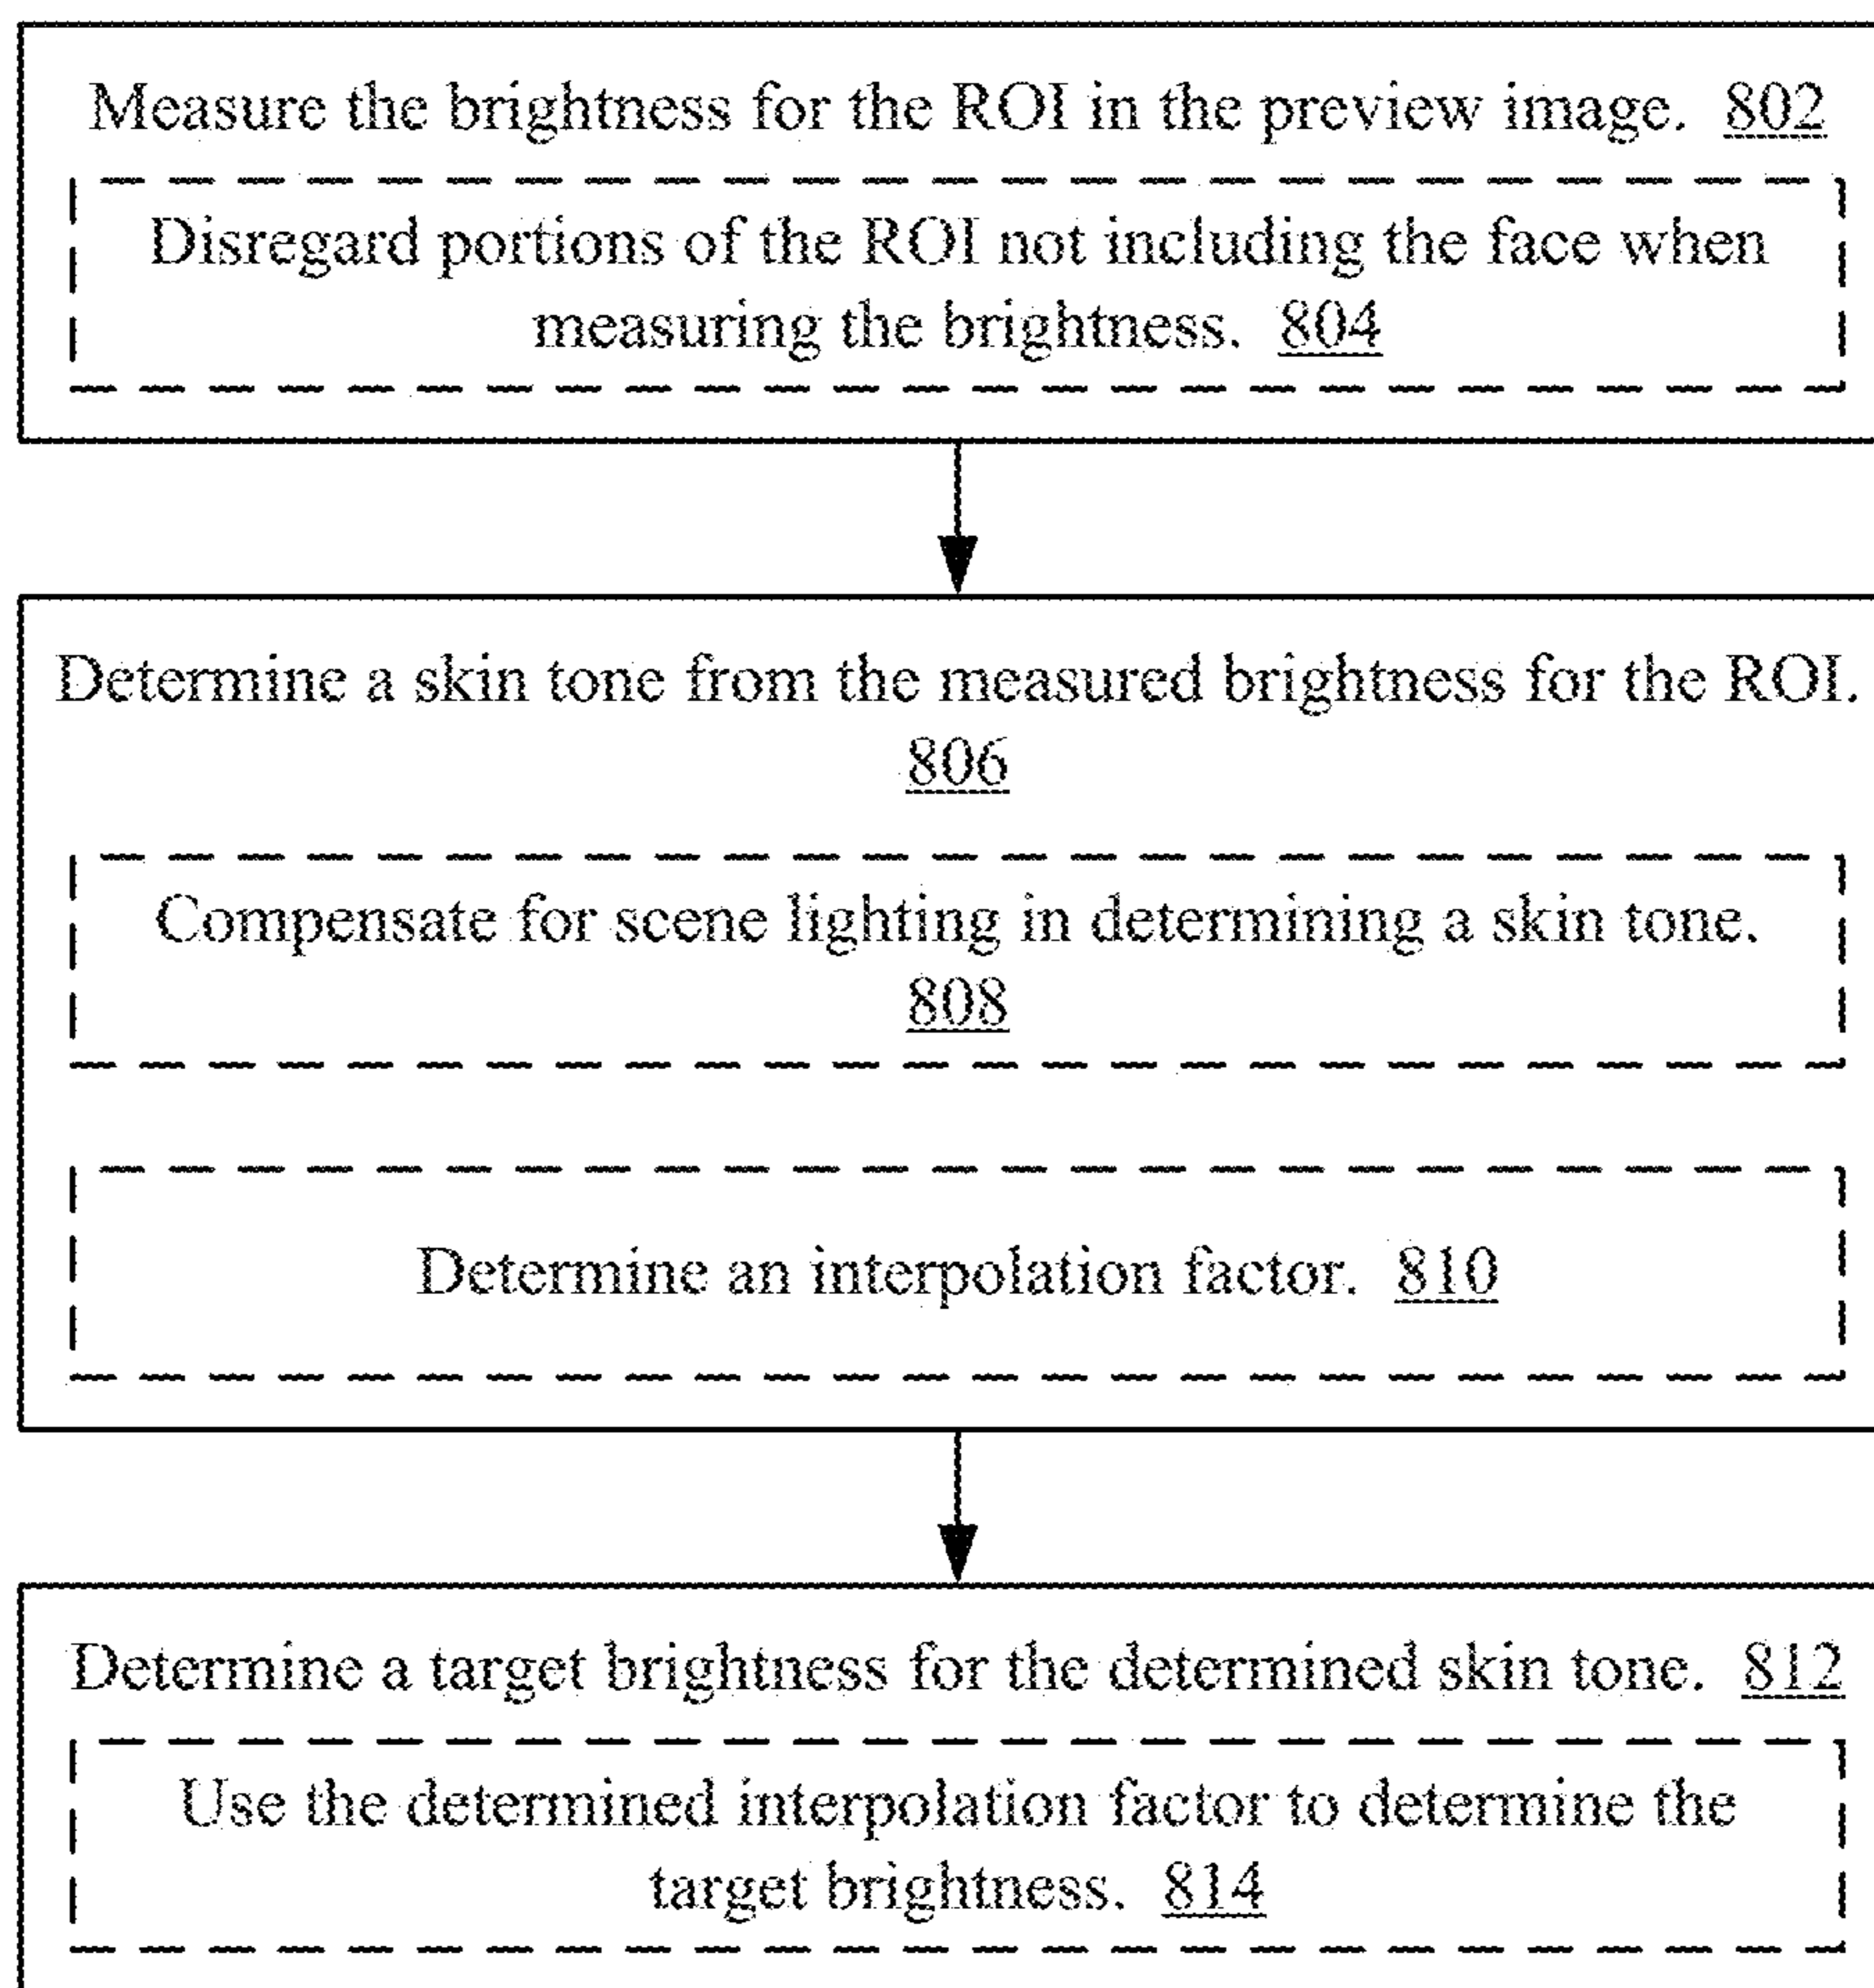 Measure the brightness for the ROI in the preview image. 802
Disregard portions of the ROI not including the face when
measuring the brightness. 804
Determine a skin tone from the measured brightness for the ROI.
806
Compensate for scene lighting in determining a skin tone.
808
Determine an interpolation factor. 810
Determine a target brightness for the determined skin tone. 812
Use the determined interpolation factor to determine the
target brightness. 814